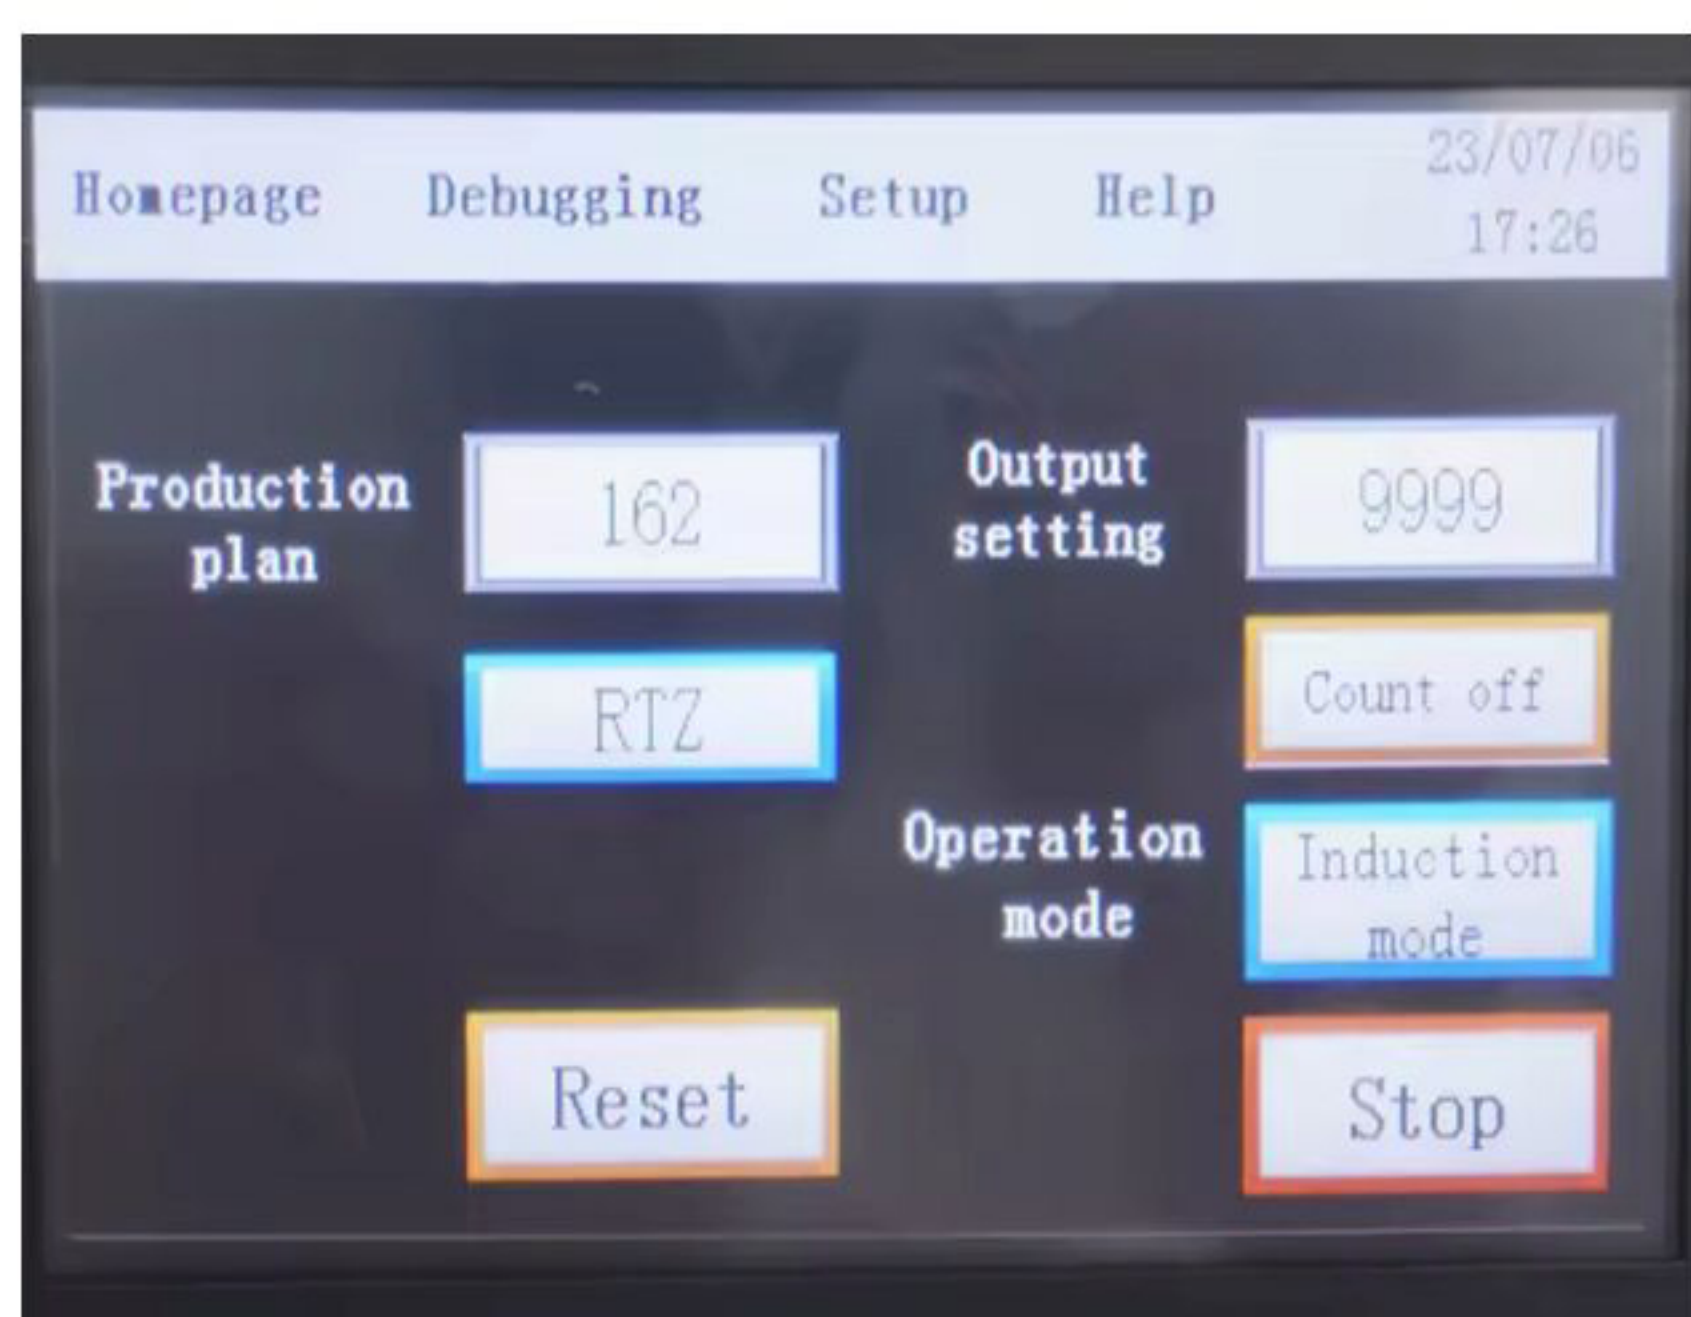 Homepage Debugging Setup Help
23/07/06
17:26
Production
plan
162
Output
setting
9999
RTZ
Count off
Operation
mode
Induction
mode
Reset
Stop